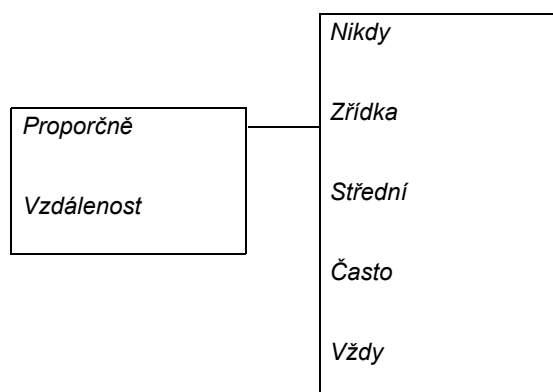 Proporčně
Vzdálenost
Nikdy
Zřídka
Střední
Často
Vždy